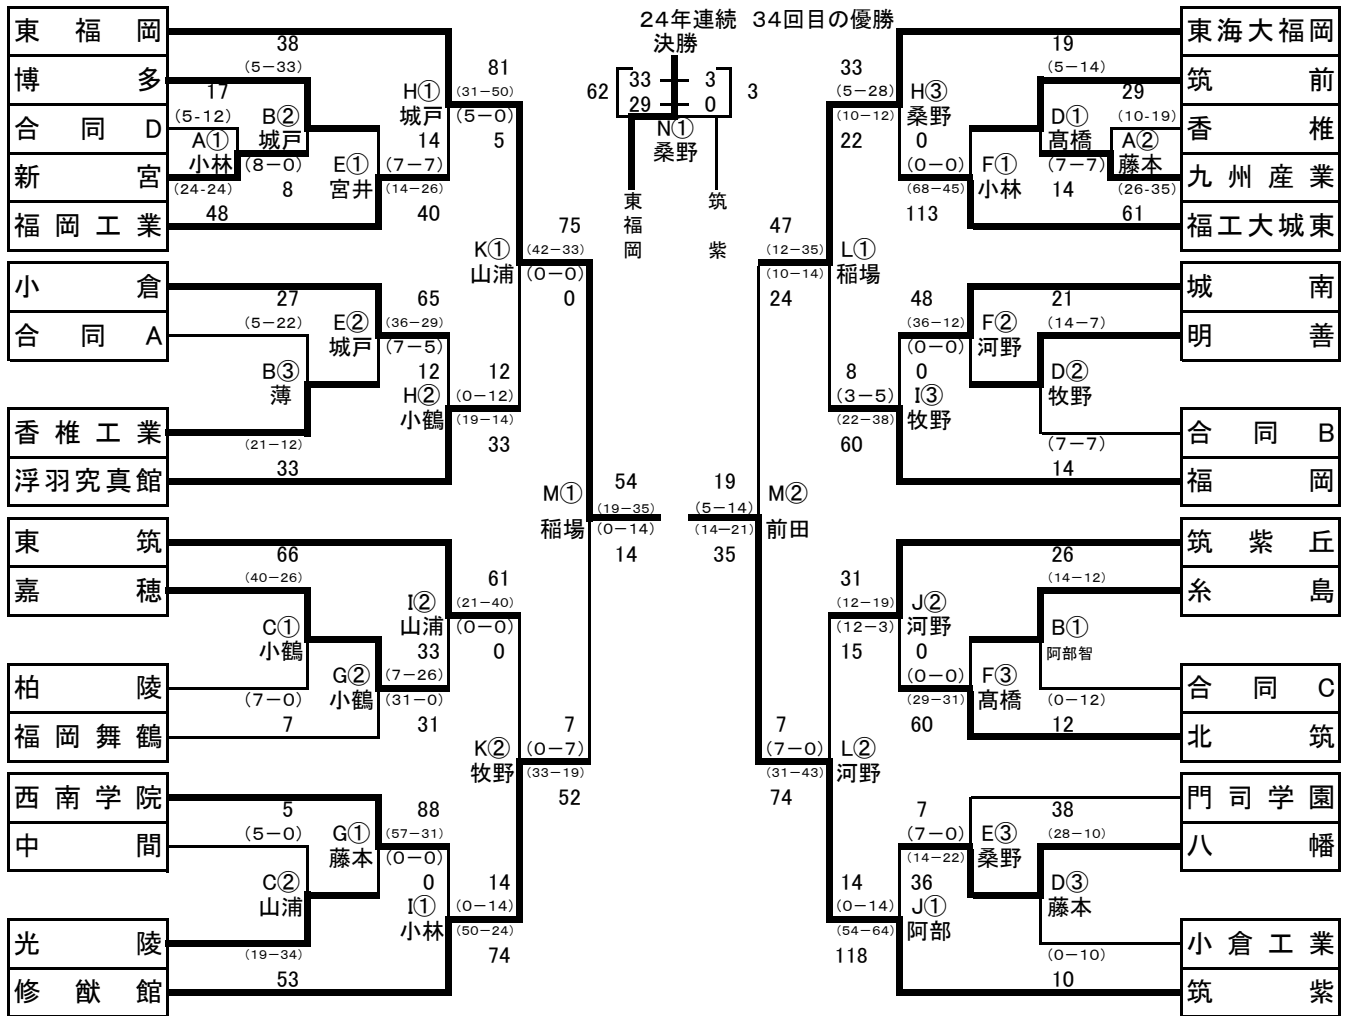 24年連続 34回目の優勝
決勝
62
33 3
29 0
3
N①
桑野
東福岡
筑紫
東福岡
博多
合同D
新宮
福岡工業
小倉
合同A
香椎工業
浮羽究真館
東筑
嘉穂
柏陵
福岡舞鶴
西南学院
中間
光陵
修猷館
38
(5−33)
17
(5-12)
A①
小林
(24-24)
48
B②
城戸
(8−0)
8
E①
宮井
14
(7−7)
(14−26)
40
81
H①
(31−50)
城戸
(5−0)
5
27
(5−22)
B③
薄
(21−12)
33
65
E②
(36−29)
城戸
(7−5)
12
12
H②
(0−12)
小鶴
(19−14)
33
75
K①
(42−33)
山浦
(0−0)
0
66
(40−26)
C①
小鶴
(7−0)
7
G②
小鶴
33
(7−26)
(31−0)
31
61
I②
(21−40)
山浦
(0−0)
0
5
(5−0)
C②
山浦
(19−34)
53
88
G①
(57−31)
藤本
(0−0)
0
14
I①
(0−14)
小林
(50−24)
74
7
K②
(0−7)
牧野
(33−19)
52
54
M①
(19−35)
稲場
(0−14)
14
19
M②
(5−14)
前田
(14−21)
35
47
L①
(12−35)
稲場
(10−14)
24
33
H③
(5−28)
桑野
(10−12)
22
0
(0−0)
F①
小林
(68−45)
113
19
(5−14)
D①
髙橋
(7−7)
14
29
(10-19)
A②
藤本
(26−35)
61
48
F②
(36−12)
河野
(0−0)
0
21
(14−7)
D②
牧野
(7−7)
14
8
I③
(3−5)
牧野
(22−38)
60
31
J②
(12−19)
河野
(12−3)
15
0
(0−0)
F③
髙橋
(29−31)
60
26
(14−12)
B①
阿部智
(0−12)
12
7
L②
(7−0)
河野
(31−43)
74
7
E③
(7−0)
桑野
(14−22)
36
38
(28−10)
D③
藤本
(0−10)
10
14
J①
(0−14)
阿部
(54−64)
118
東海大福岡
筑前
香椎
九州産業
福工大城東
城南
明善
合同B
福岡
筑紫丘
糸島
合同C
北筑
門司学園
八幡
小倉工業
筑紫